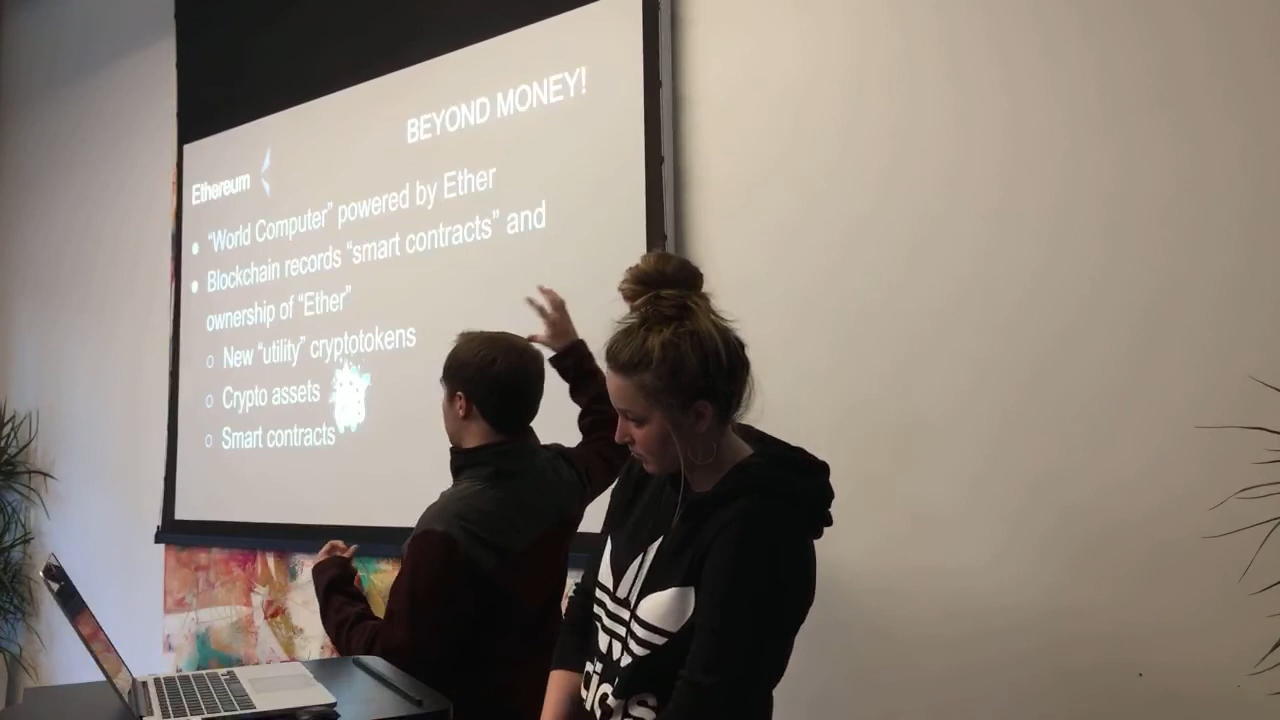 BEYOND MONEY!
Ethereum
● "World Computer" powered by Ether
● Blockchain records "smart contracts" and
ownership of "Ether"
○ New "utility" cryptotokens
○ Crypto assets
○ Smart contracts
adidas